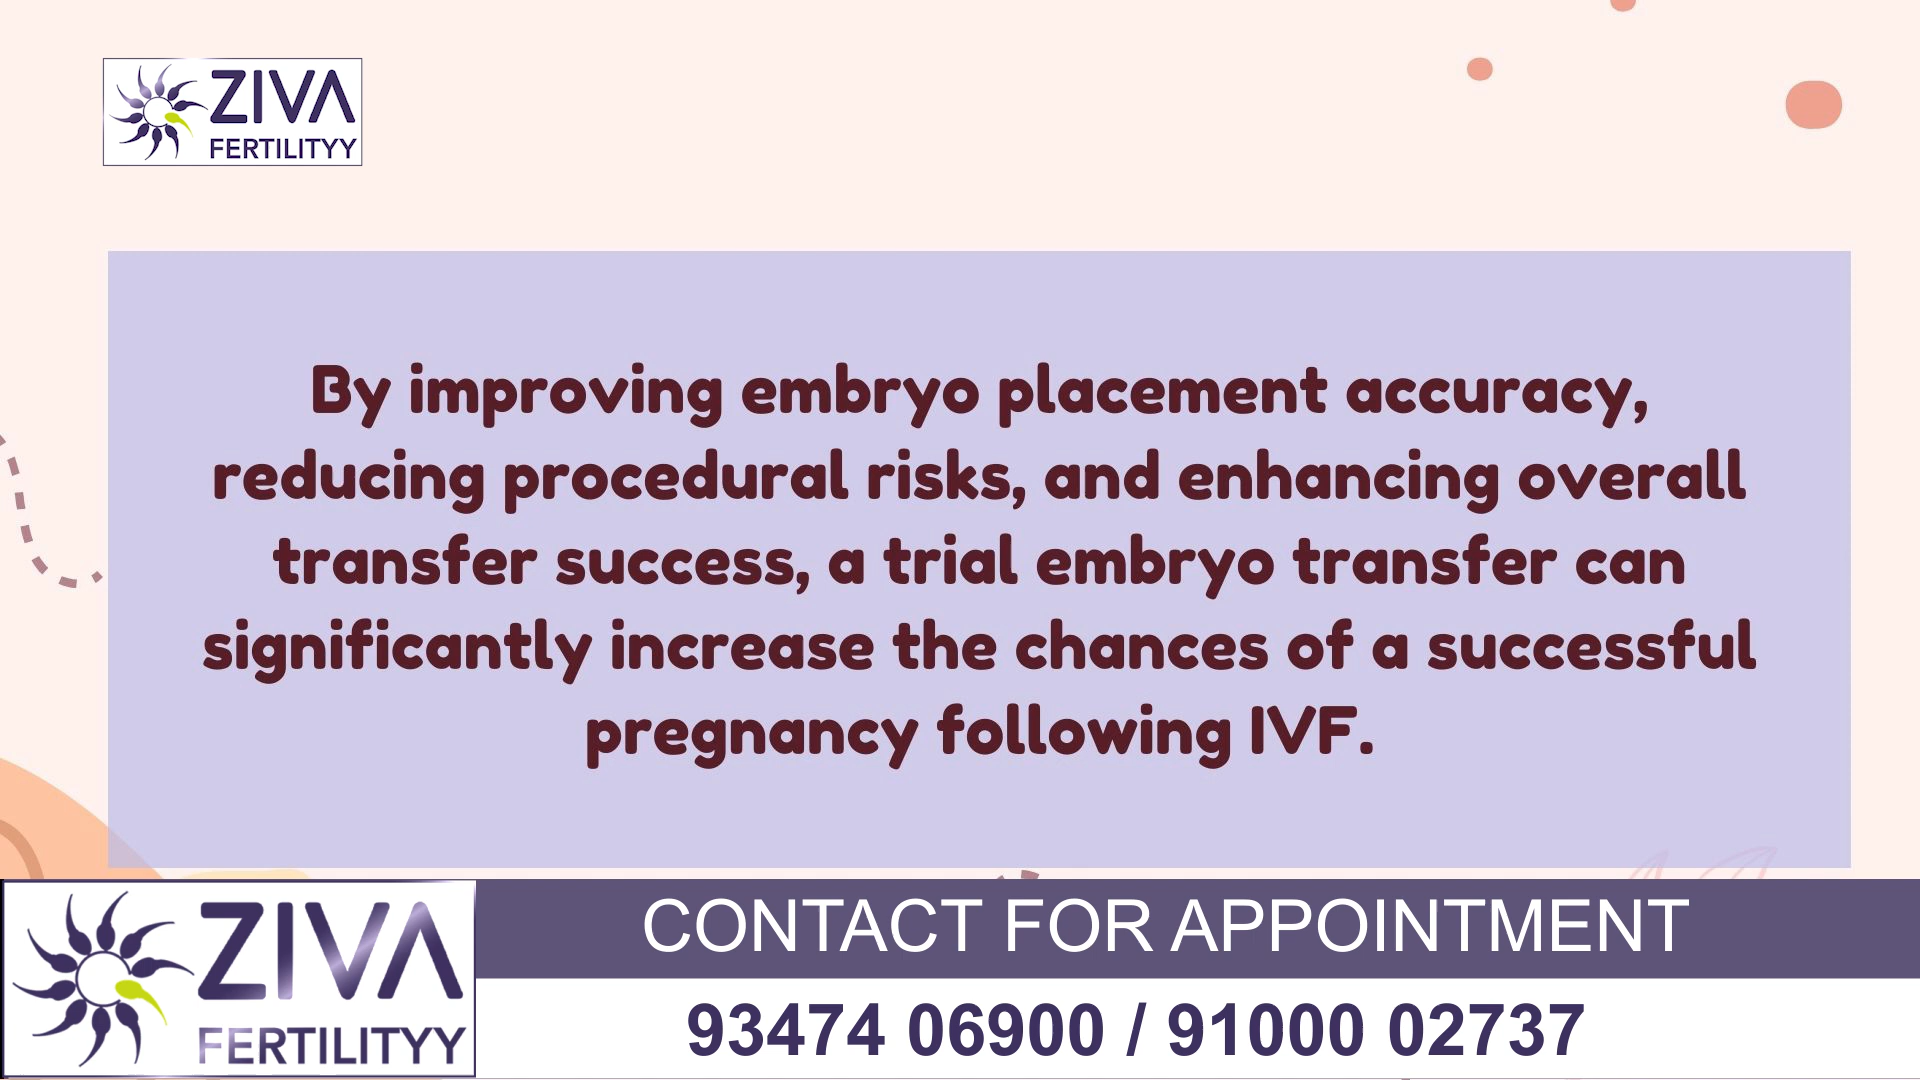 ZIVA
FERTILITYY
By improving embryo placement accuracy,
reducing procedural risks, and enhancing overall
transfer success, a trial embryo transfer can
significantly increase the chances of a successful
pregnancy following IVF.
ZIVA
FERTILITYY
CONTACT FOR APPOINTMENT
93474 06900 / 91000 02737